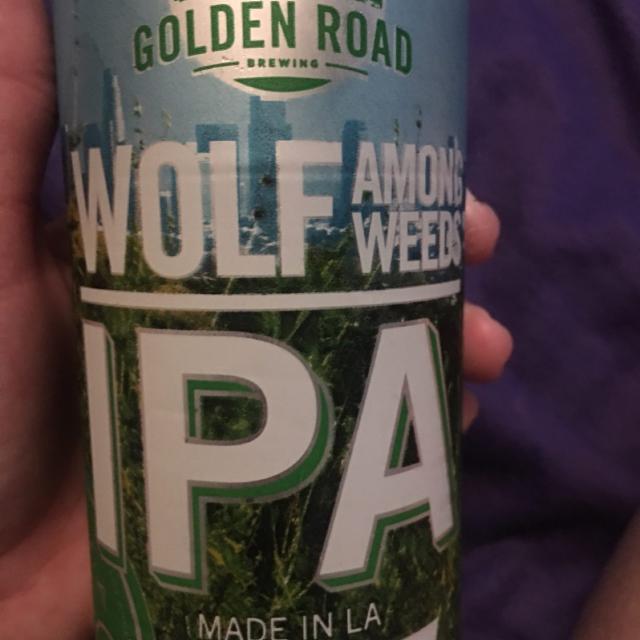 GOLDEN ROAD
BREWING
WOLF AMONG
WEEDS
IPA
MADE IN LA